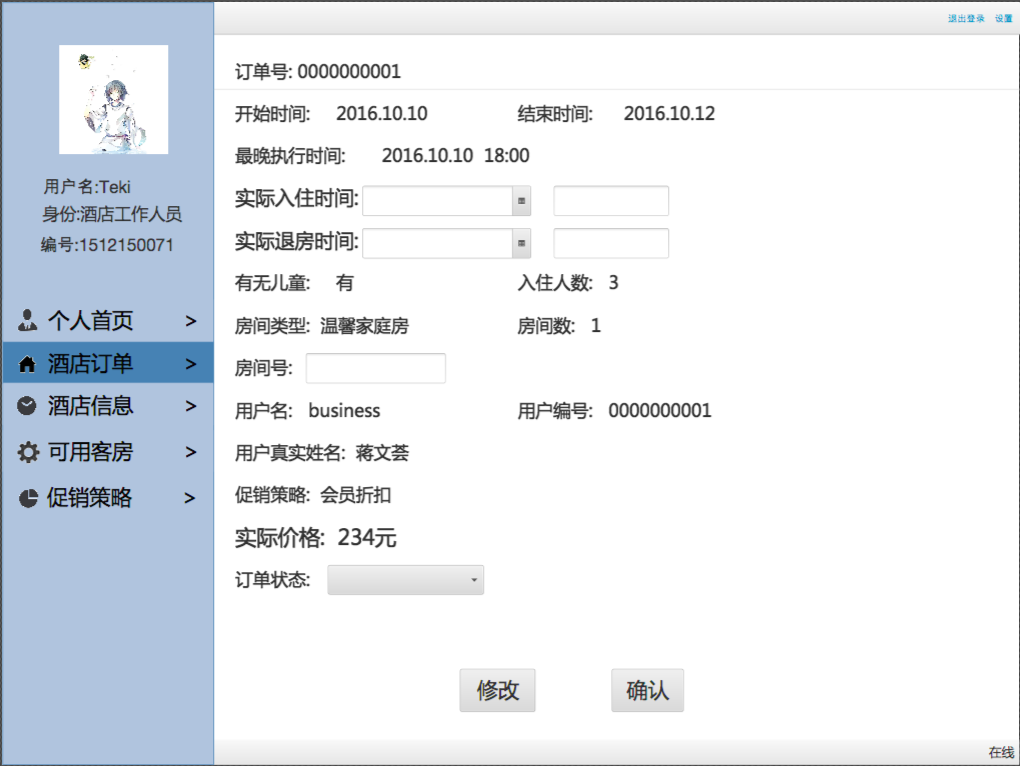 退出登录 设置
用户名:Teki
身份:酒店工作人员
编号:1512150071
个人首页 >
酒店订单 >
酒店信息 >
可用客房 >
促销策略 >
订单号: 0000000001
开始时间: 2016.10.10 结束时间: 2016.10.12
最晚执行时间: 2016.10.10 18:00
实际入住时间:
实际退房时间:
有无儿童: 有 入住人数: 3
房间类型: 温馨家庭房 房间数: 1
房间号:
用户名: business 用户编号: 0000000001
用户真实姓名: 蒋文荟
促销策略: 会员折扣
实际价格: 234元
订单状态:
修改 确认
在线